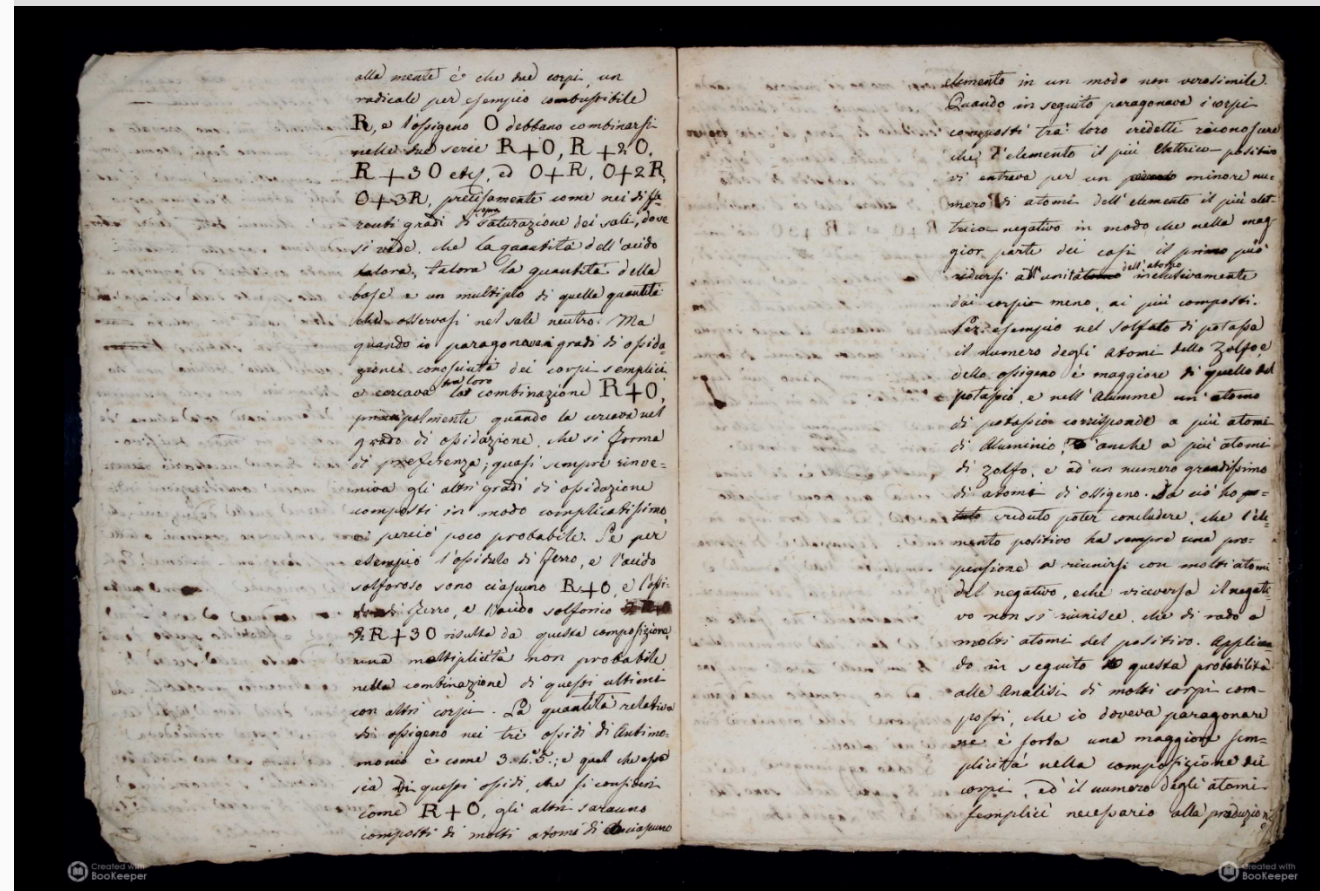 alla mente è che due corpi un
radicale per esempio combustibile
R, e l'ossigeno O debbano combinarsi
nelle due serie R+O, R+2O,
R+3O etc, ed O+R, O+2R,
O+3R, precisamente come nei diffe
renti gradi di saturazione dei sali, dove
si vede, che la quantità dell'acido
talora, talora la quantità della
base è un multiplo di quella quantità
che osservasi nel sale neutro. Ma
quando io paragonava i gradi di ossida
zione conosciuti dei corpi semplici
e cercava tra loro la combinazione R+O,
principalmente quando la cercava nel
grado di ossidazione, che si forma
di preferenza; quasi sempre rinve=
niva gli altri gradi di ossidazione
composti in modo complicatissimo,
e perciò poco probabile. Se per
esempio l'ossidulo di ferro, e l'acido
solforoso sono ciascuno R+O, e l'ossi
do di ferro, e l'acido solforico
2R+3O risulta da questa composizione
una molteplicità non probabile
nella combinazione di questi ultimi
con altri corpi. La quantità relativa
di ossigeno nei tre ossidi di Antimo=
monio è come 3.4.5.; e qual che essa
sia di questi ossidi, che si consideri
come R+O, gli altri saranno
composti di molti atomi di ciascuno
elemento in un modo non verosimile.
Quando in seguito paragonava i corpi
composti tra loro credetti riconoscere
che l'elemento il più elettrico-positivo
vi entrava per un minore nu=
mero di atomi dell'elemento il più elet=
trico-negativo in modo che nella mag=
gior parte dei casi il primo può
ridursi all'unità dell'atomo inclusivamente
dai corpi meno, ai più composti.
Per esempio nel solfato di potassa
il numero degli atomi dello zolfo, e
dello ossigeno è maggiore di quello del
potassio, e nell'Alumme un'atomo
di potassio corrisponde a più atomi
di Aluminio, e anche a più atomi
di zolfo, e ad un numero grandissimo
di atomi di ossigeno. Da ciò ho po=
tuto creduto poter concludere, che l'ele
mento positivo ha sempre una pro=
pensione a riunirsi con molti atomi
del negativo, e che viceversa il negati
vo non si riunisce, che di rado a
molti atomi del positivo. Applican
do in seguito questa probabilità
alle Analisi di molti corpi com=
posti, che io doveva paragonare
ne è sorta una maggiore sem=
plicità nella composizione dei
corpi, ed il numero degli atomi
semplici necessario alla produzione
Created with
BooKeeper
Created with
BooKeeper